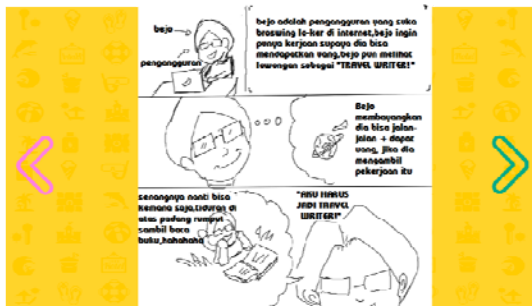 bejo
pengangguran
bejo adalah pengangguran yang suka
broswing lo-ker di internet,bejo ingin
punya kerjaan supaya dia bisa
mendapatkan uang,bejo pun melihat
lowongan sebagai "TRAVEL WRITER!"
Bejo
membayangkan
dia bisa jalan-
jalan + dapat
uang, jika dia
mengambil
pekerjaan itu
senangnya nanti bisa
kemana saja,tiduran di
atas padang rumput
sambil baca
buku,hahahaha
"AKU HARUS
JADI TRAVEL
WRITER!"